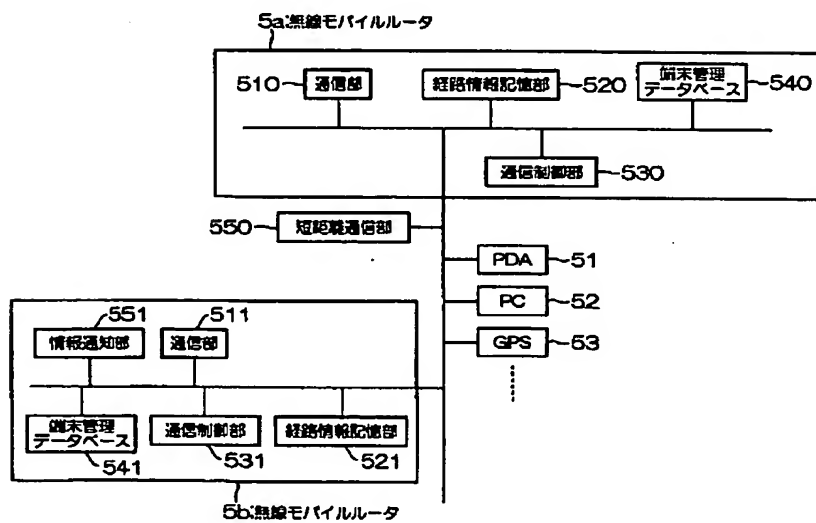 5a:無線モバイルルータ
510 通信部
経路情報記憶部 520
端末管理
データベース 540
通信制御部 530
550 短距離通信部
PDA 51
PC 52
GPS 53
551 511
情報通知部 通信部
端末管理
データベース 通信制御部 経路情報記憶部
541 531 521
5b:無線モバイルルータ